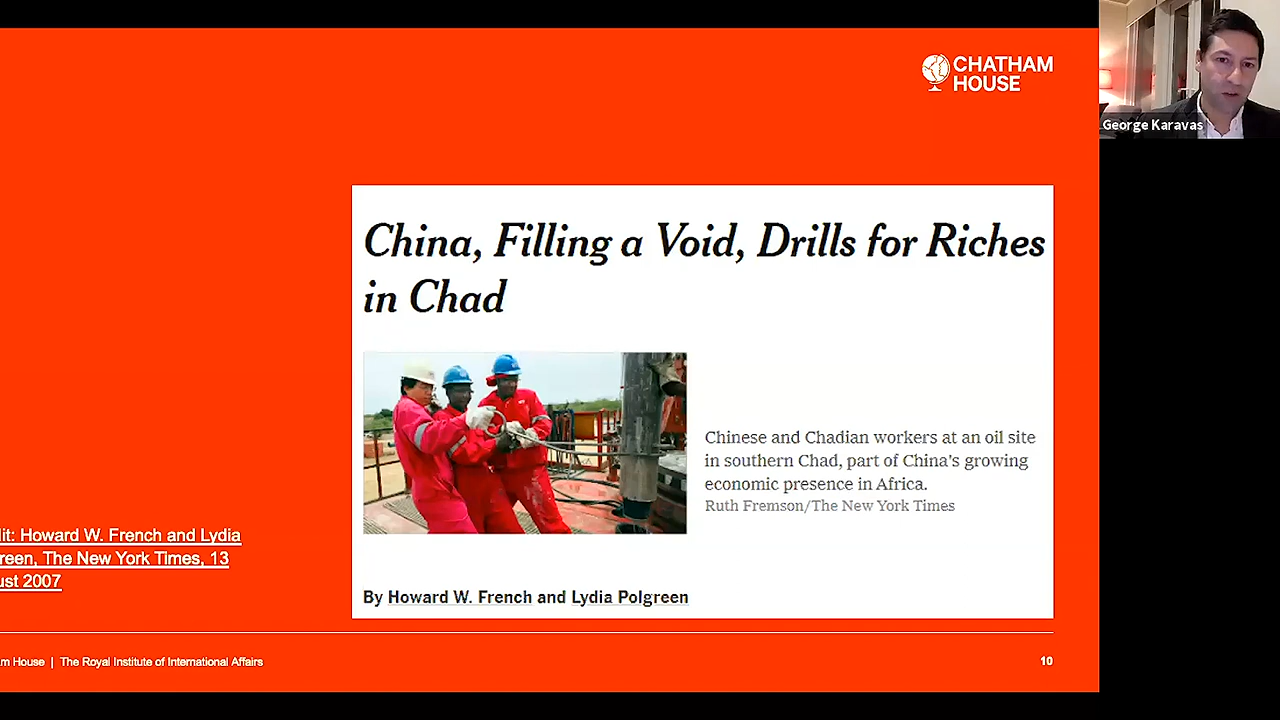 CHATHAM
HOUSE
George Karavas
China, Filling a Void, Drills for Riches
in Chad
Chinese and Chadian workers at an oil site
in southern Chad, part of China's growing
economic presence in Africa.
Ruth Fremson/The New York Times
By Howard W. French and Lydia Polgreen
Howard W. French and Lydia
The New York Times, 13
2007
House | The Royal Institute of International Affairs
10